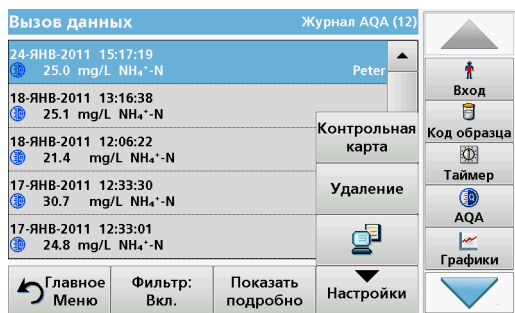 Вызов данных
Журнал AQA (12)
24-ЯНВ-2011 15:17:19
25.0 mg/L NH₄⁺-N
Peter
18-ЯНВ-2011 13:16:38
25.1 mg/L NH₄⁺-N
18-ЯНВ-2011 12:06:22
21.4 mg/L NH₄⁺-N
17-ЯНВ-2011 12:33:30
30.7 mg/L NH₄⁺-N
17-ЯНВ-2011 12:33:01
24.8 mg/L NH₄⁺-N
Контрольная
карта
Удаление
Главное
Меню
Фильтр:
Вкл.
Показать
подробно
Настройки
Вход
Код образца
Таймер
AQA
Графики